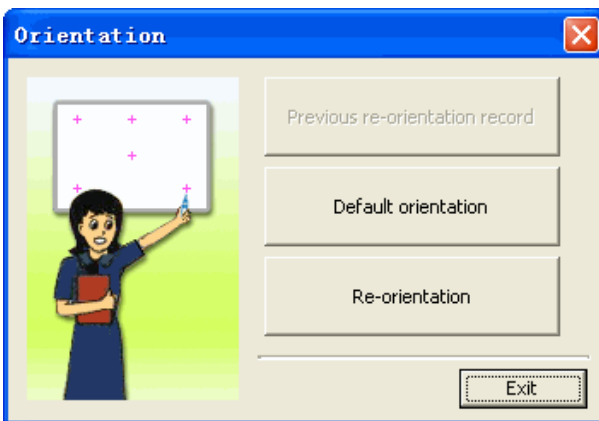 Orientation
Previous re-orientation record
Default orientation
Re-orientation
Exit